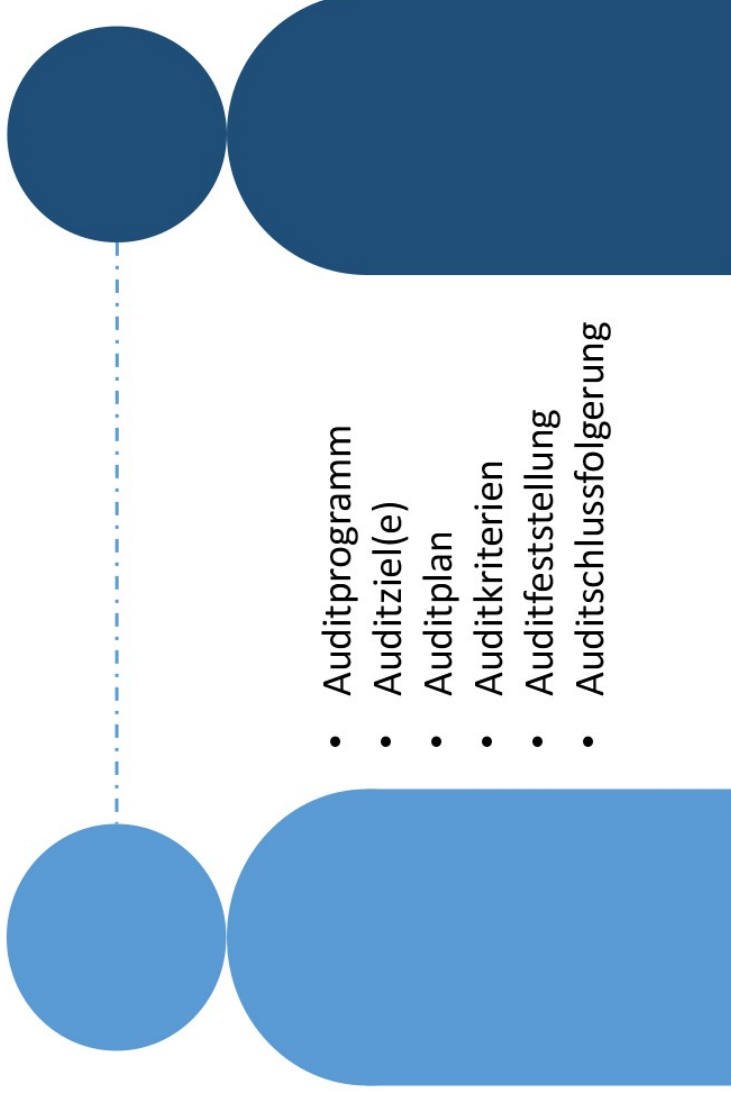 • Auditprogramm
• Auditziel(e)
• Auditplan
• Auditkriterien
• Auditfeststellung
• Auditschlussfolgerung